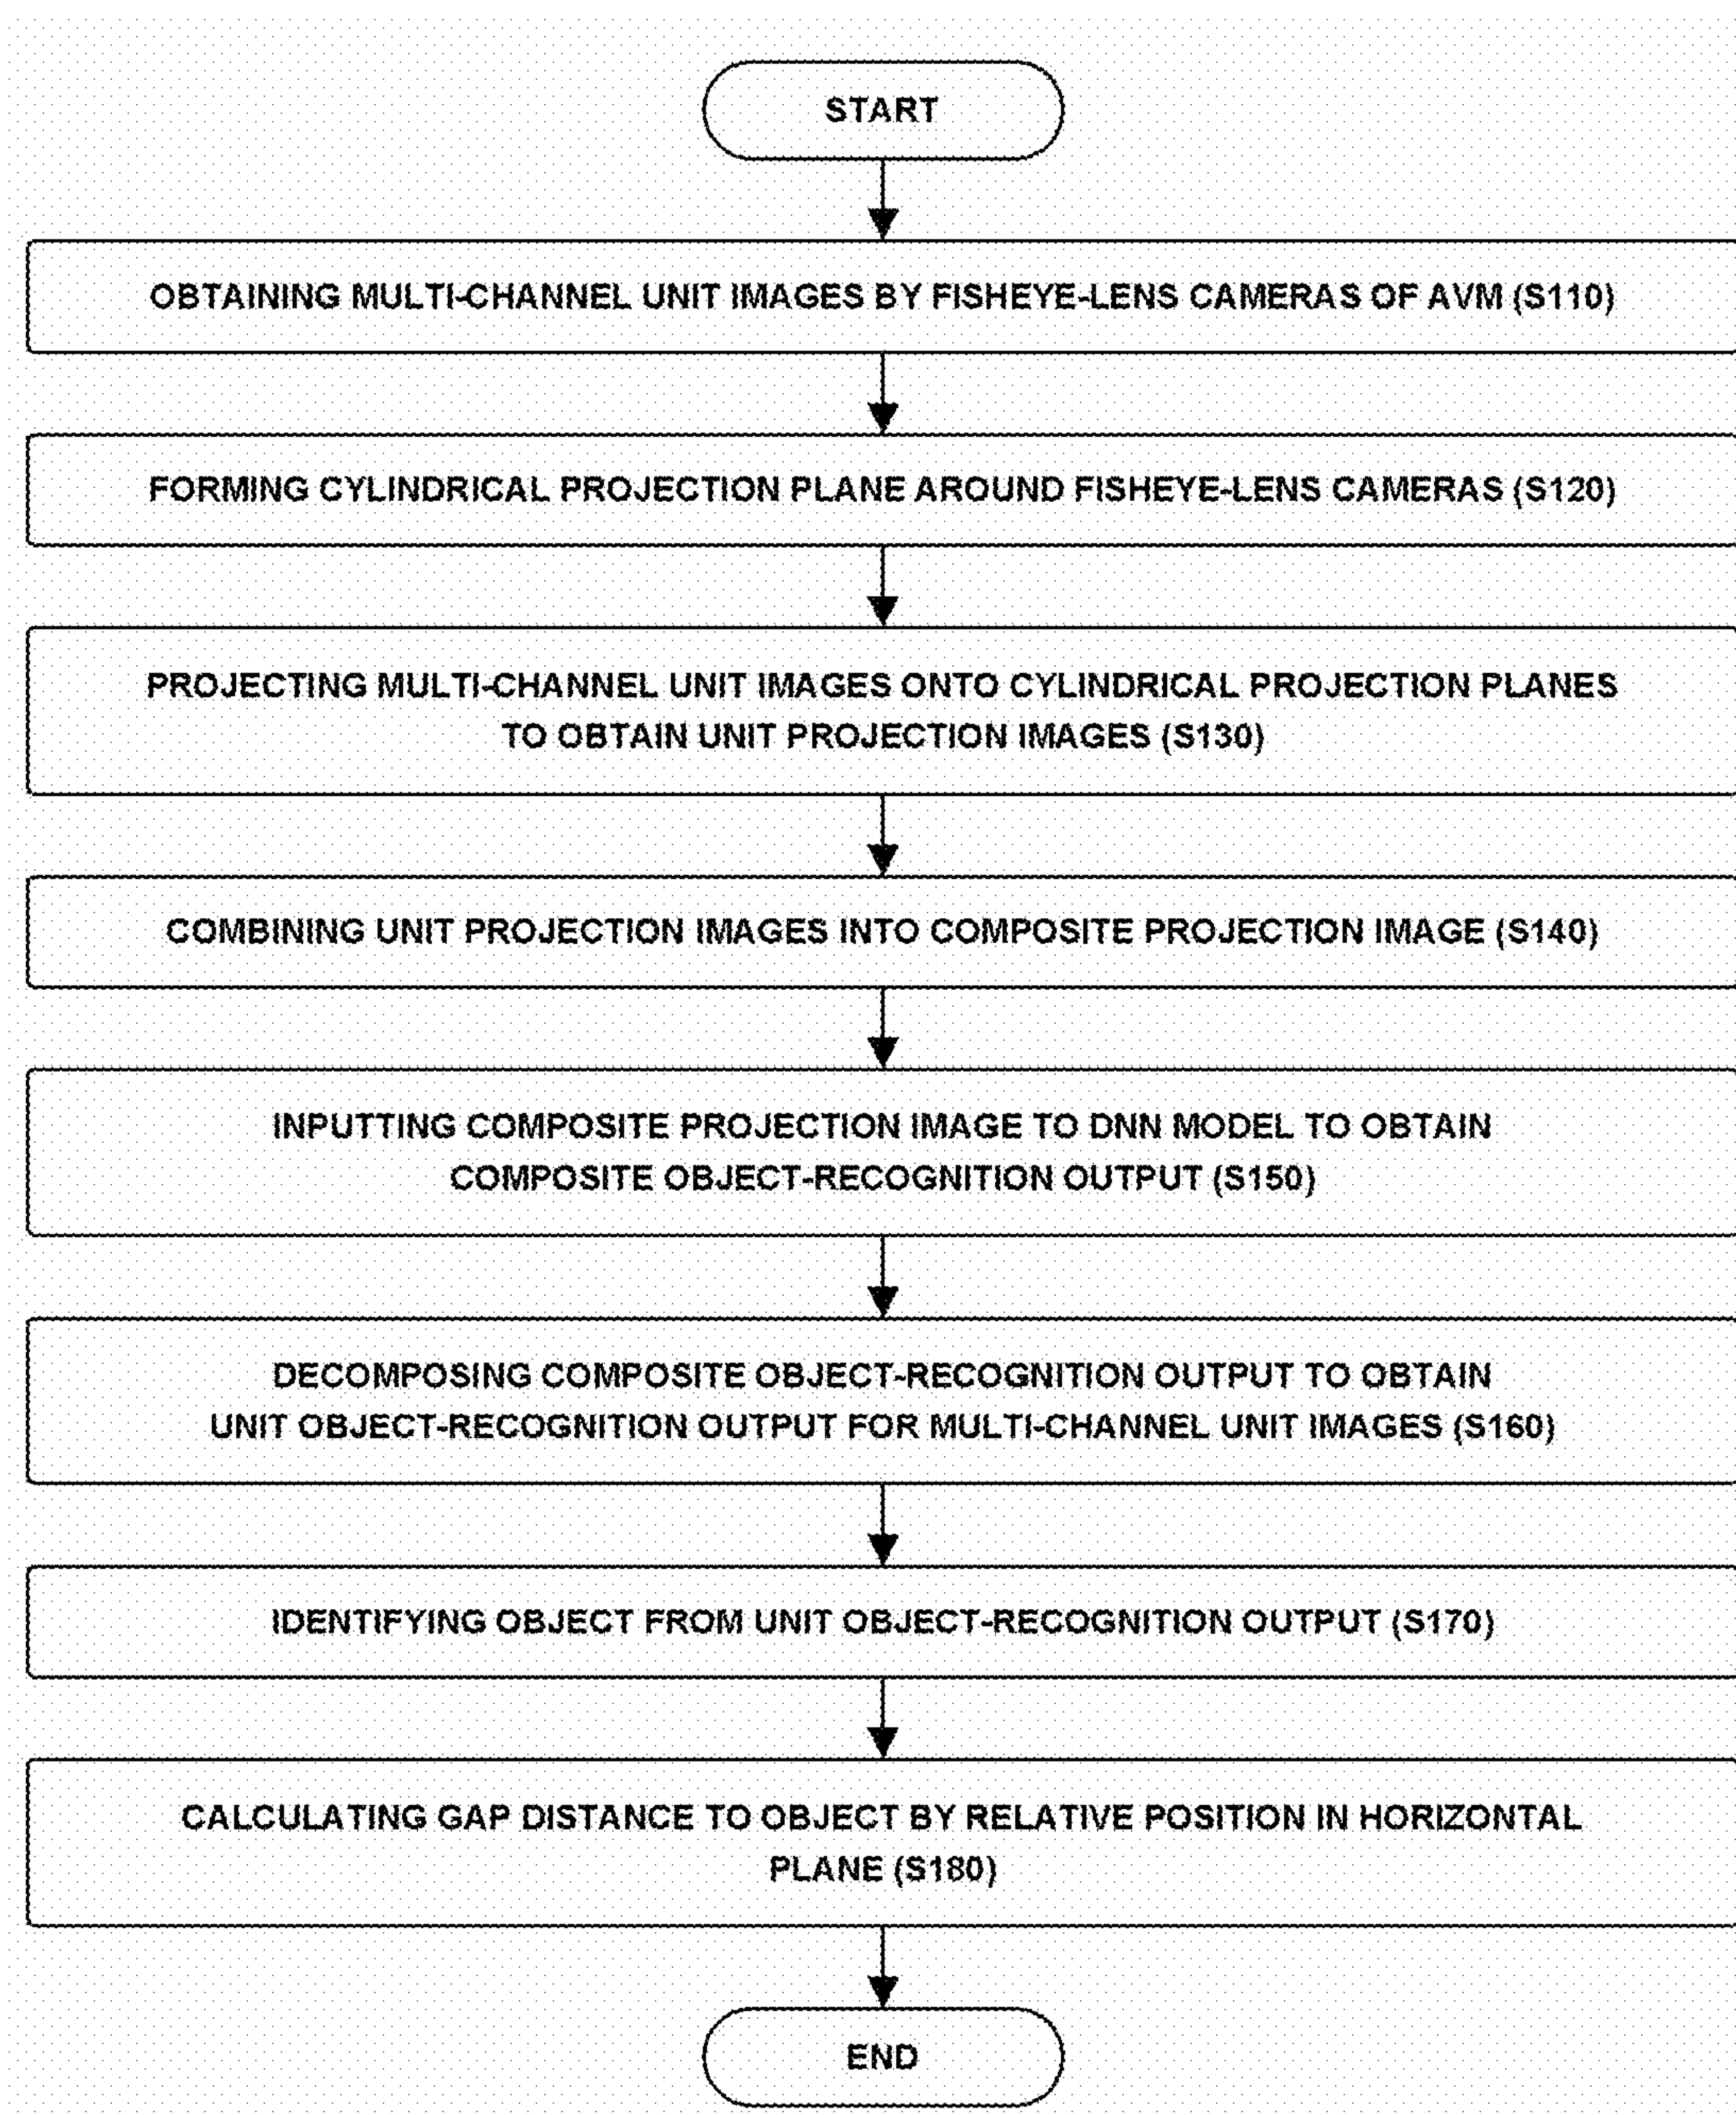 START
OBTAINING MULTI-CHANNEL UNIT IMAGES BY FISHEYE-LENS CAMERAS OF AVM (S110)
FORMING CYLINDRICAL PROJECTION PLANE AROUND FISHEYE-LENS CAMERAS (S120)
PROJECTING MULTI-CHANNEL UNIT IMAGES ONTO CYLINDRICAL PROJECTION PLANES
TO OBTAIN UNIT PROJECTION IMAGES (S130)
COMBINING UNIT PROJECTION IMAGES INTO COMPOSITE PROJECTION IMAGE (S140)
INPUTTING COMPOSITE PROJECTION IMAGE TO DNN MODEL TO OBTAIN
COMPOSITE OBJECT-RECOGNITION OUTPUT (S150)
DECOMPOSING COMPOSITE OBJECT-RECOGNITION OUTPUT TO OBTAIN
UNIT OBJECT-RECOGNITION OUTPUT FOR MULTI-CHANNEL UNIT IMAGES (S160)
IDENTIFYING OBJECT FROM UNIT OBJECT-RECOGNITION OUTPUT (S170)
CALCULATING GAP DISTANCE TO OBJECT BY RELATIVE POSITION IN HORIZONTAL
PLANE (S180)
END